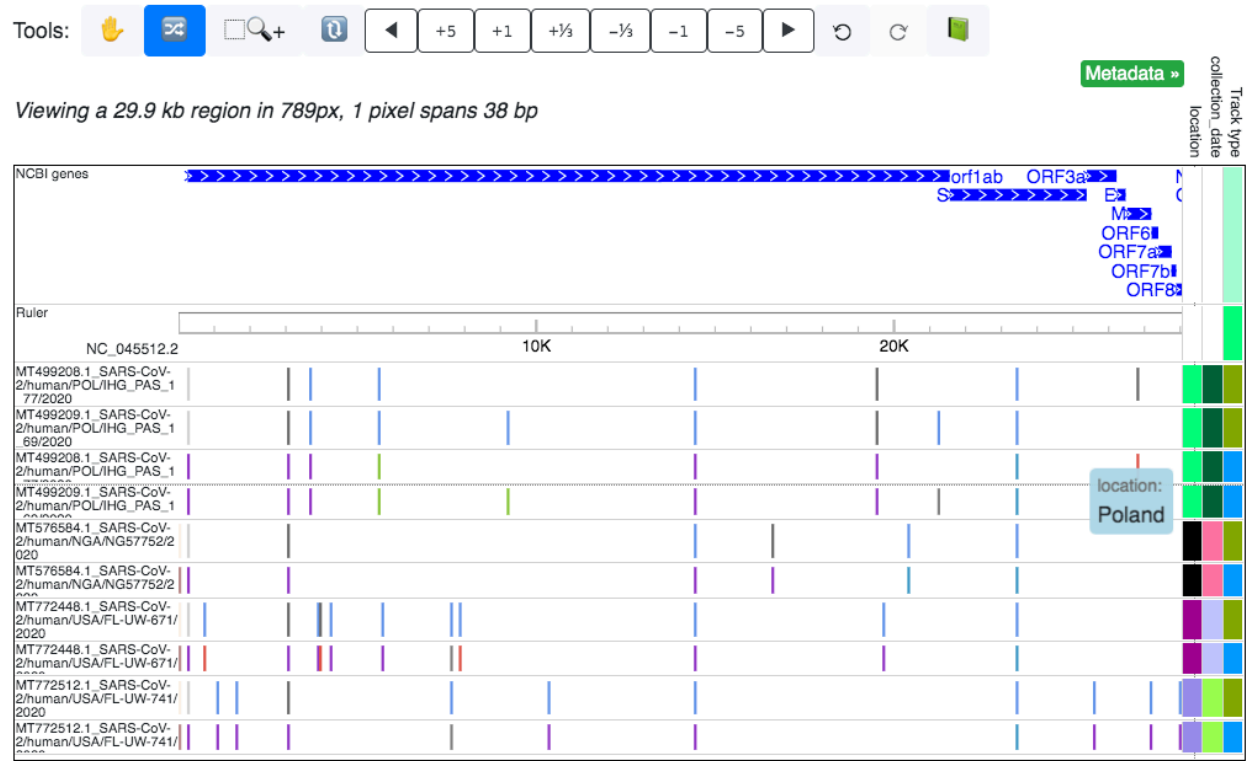 Tools:
+5
+1
+⅓
-⅓
-1
-5
Metadata »
Track type
collection_date
location
Viewing a 29.9 kb region in 789px, 1 pixel spans 38 bp
NCBI genes
orf1ab
ORF3a
S
E
M
ORF6
ORF7a
ORF7b
ORF8
Ruler
NC_045512.2
10K
20K
MT499208.1_SARS-CoV-
2/human/POL/IHG_PAS_1
77/2020
MT499209.1_SARS-CoV-
2/human/POL/IHG_PAS_1
_69/2020
MT499208.1_SARS-CoV-
2/human/POL/IHG_PAS_1
MT499209.1_SARS-CoV-
2/human/POL/IHG_PAS_1
location:
Poland
MT576584.1_SARS-CoV-
2/human/NGA/NG57752/2
020
MT576584.1_SARS-CoV-
2/human/NGA/NG57752/2
MT772448.1_SARS-CoV-
2/human/USA/FL-UW-671/
2020
MT772448.1_SARS-CoV-
2/human/USA/FL-UW-671/
MT772512.1_SARS-CoV-
2/human/USA/FL-UW-741/
2020
MT772512.1_SARS-CoV-
2/human/USA/FL-UW-741/